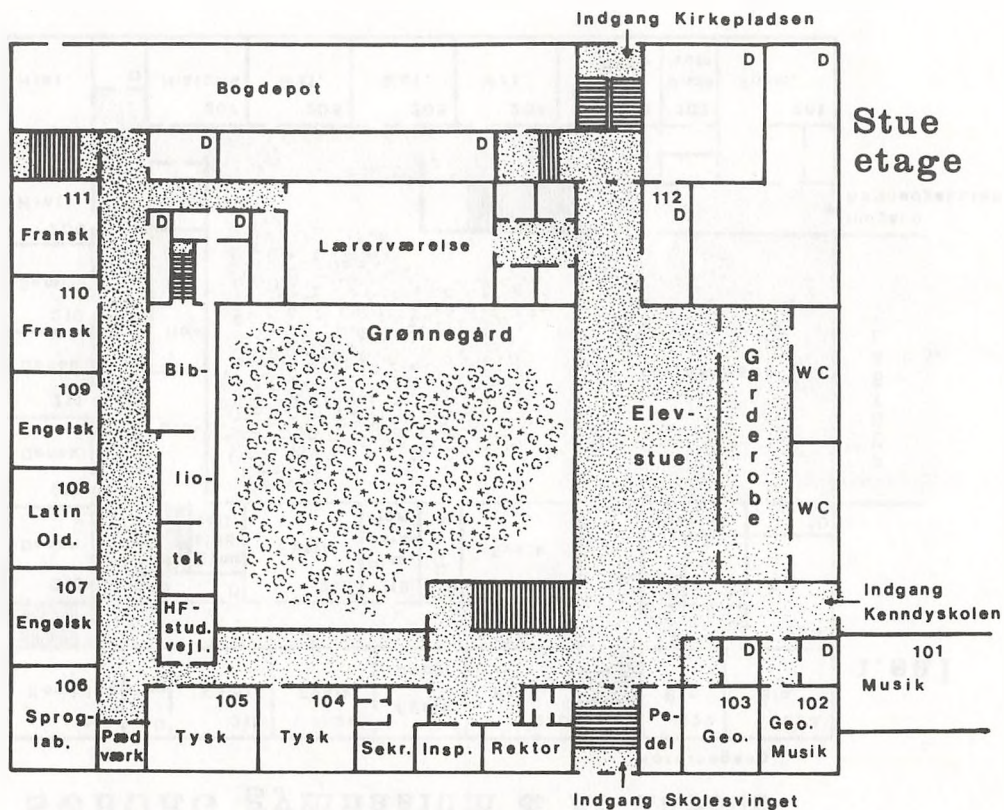 Indgang Kirkepladsen
D
D
Bogdepot
Stue
etage
D
D
111
Fransk
112
D
D
D
Lærerværelse
110
Fransk
Grønnegård
Bib-
Garderobe
WC
109
Engelsk
Elev-
stue
lio-
108
Latin
Old.
WC
tek
107
Engelsk
HF-
stud.
vejl.
Indgang
Kenndyskolen
D
D
101
Musik
106
Sprog-
lab.
Pæd
værk
105
Tysk
104
Tysk
Sekr.
Insp.
Rektor
Pe-
del
103
Geo.
102
Geo.
Musik
Indgang Skolesvinget